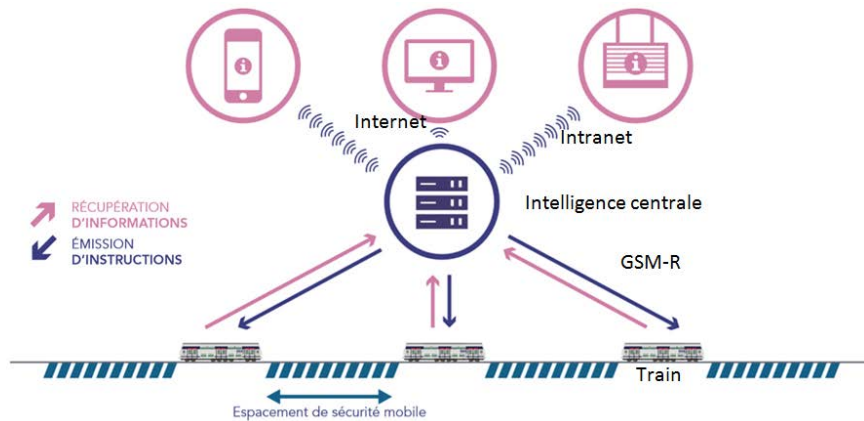 Internet
Intranet
Intelligence centrale
RÉCUPÉRATION
D'INFORMATIONS
ÉMISSION
D'INSTRUCTIONS
GSM-R
Train
Espacement de sécurité mobile